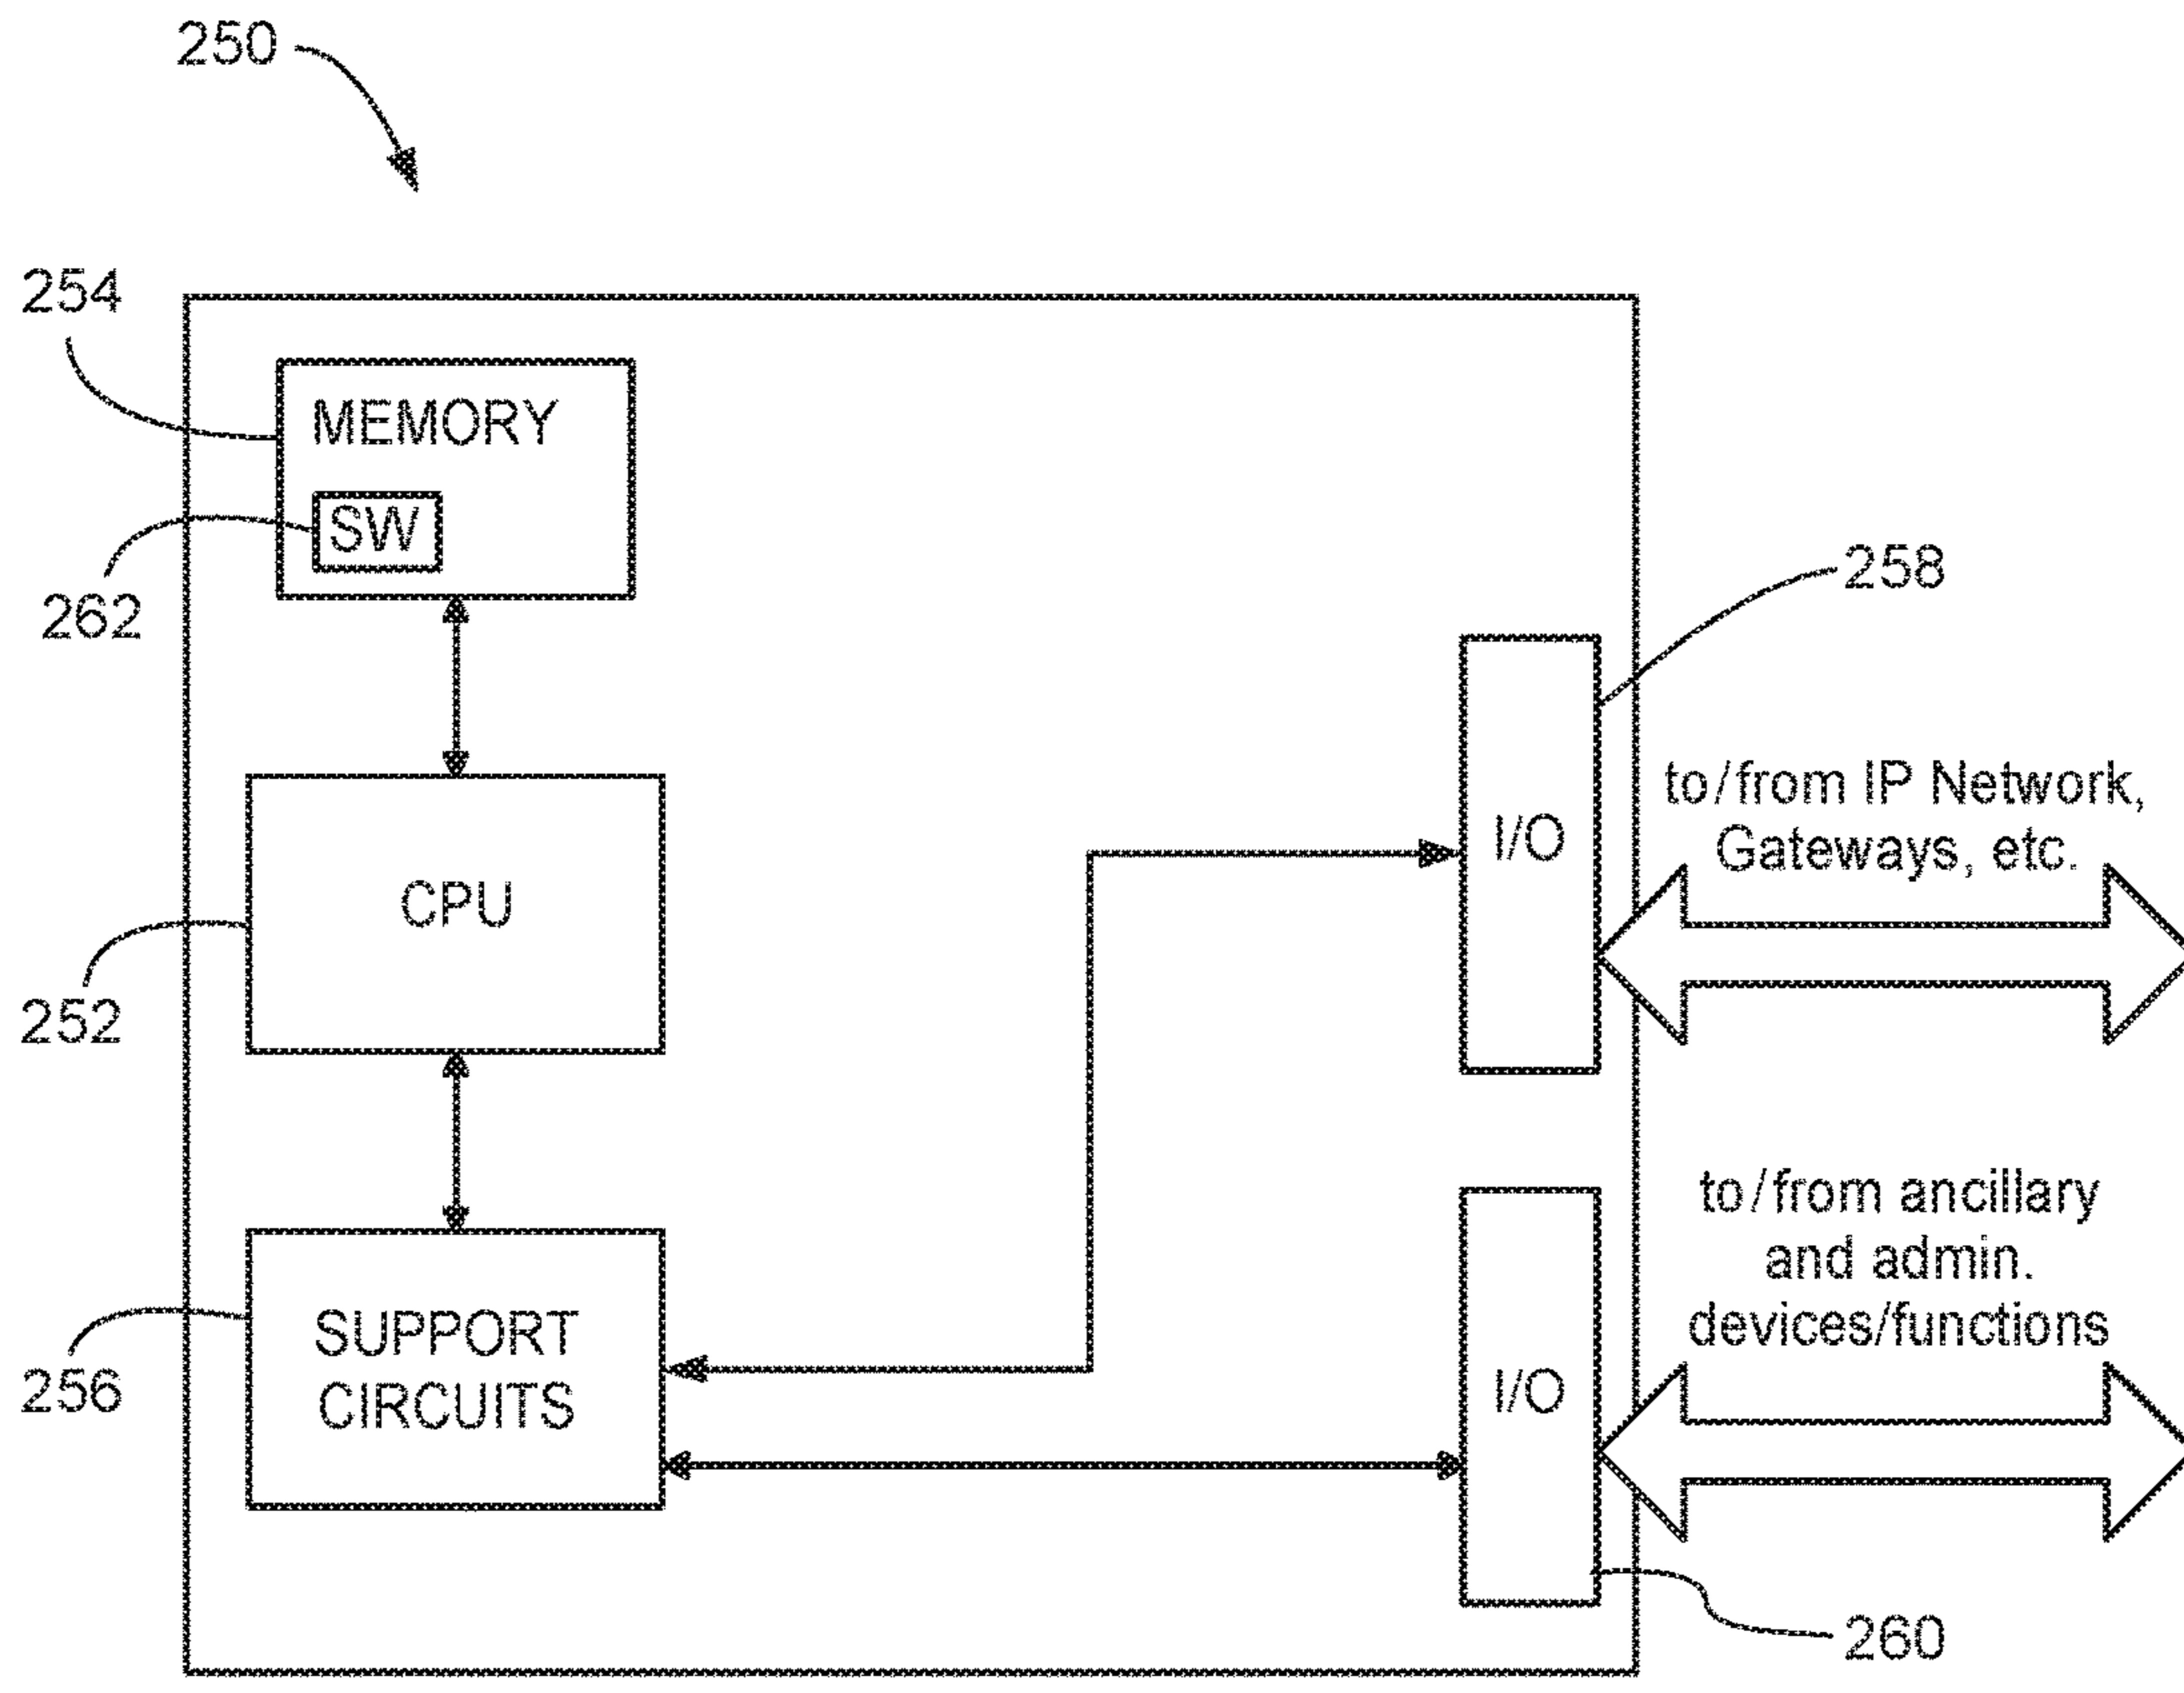 250
254
MEMORY
SW
262
258
to/from IP Network,
Gateways, etc.
I/O
CPU
252
to/from ancillary
and admin.
devices/functions
SUPPORT
CIRCUITS
256
I/O
260